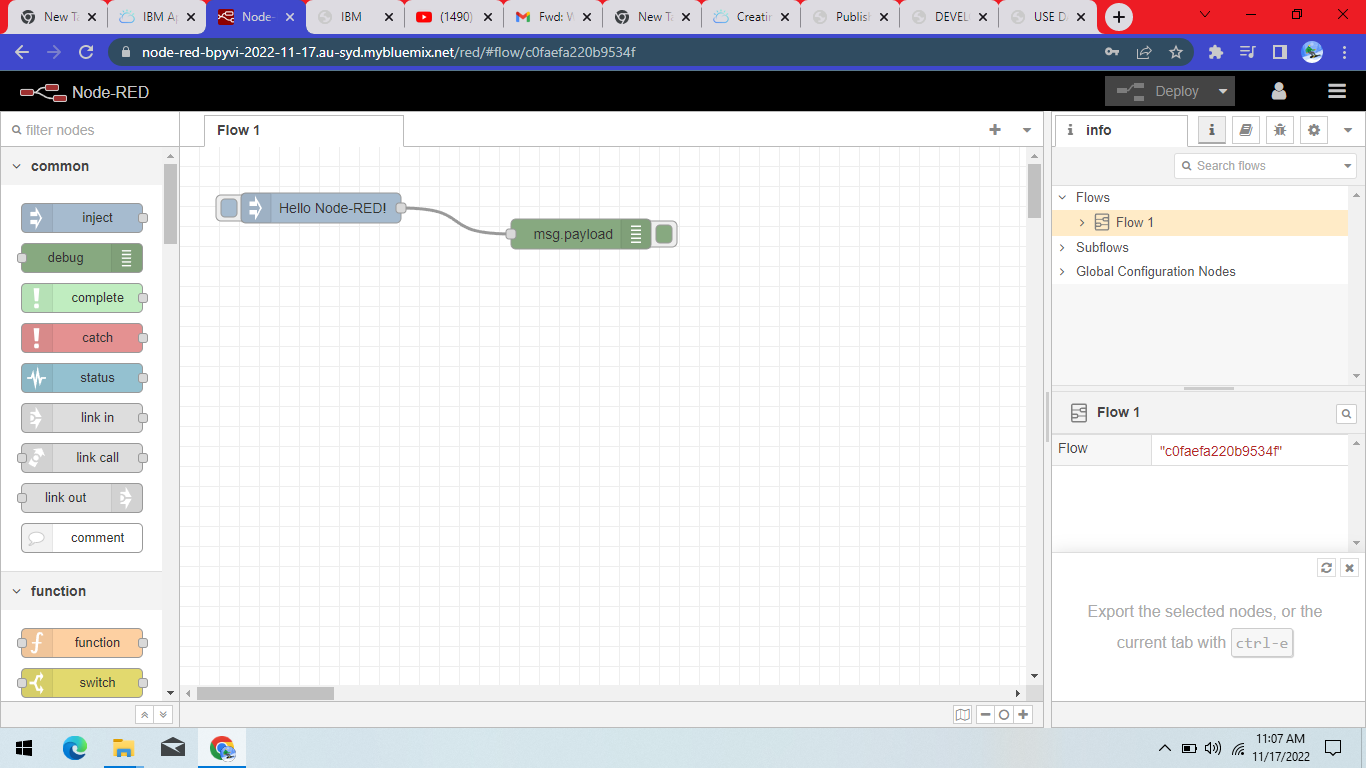 New Ta
IBM Ap
Node-
IBM
(1490)
Fwd: W
New Ta
Creatin
Publish
DEVEL
USE DA
node-red-bpyvi-2022-11-17.au-syd.mybluemix.net/red/#flow/c0faefa220b9534f
Node-RED
Deploy
filter nodes
Flow 1
info
common
Search flows
inject
Hello Node-RED!
Flows
Flow 1
debug
msg.payload
Subflows
Global Configuration Nodes
complete
catch
status
link in
Flow 1
link call
Flow
"c0faefa220b9534f"
link out
comment
function
Export the selected nodes, or the
current tab with ctrl-e
function
switch
11:07 AM
11/17/2022